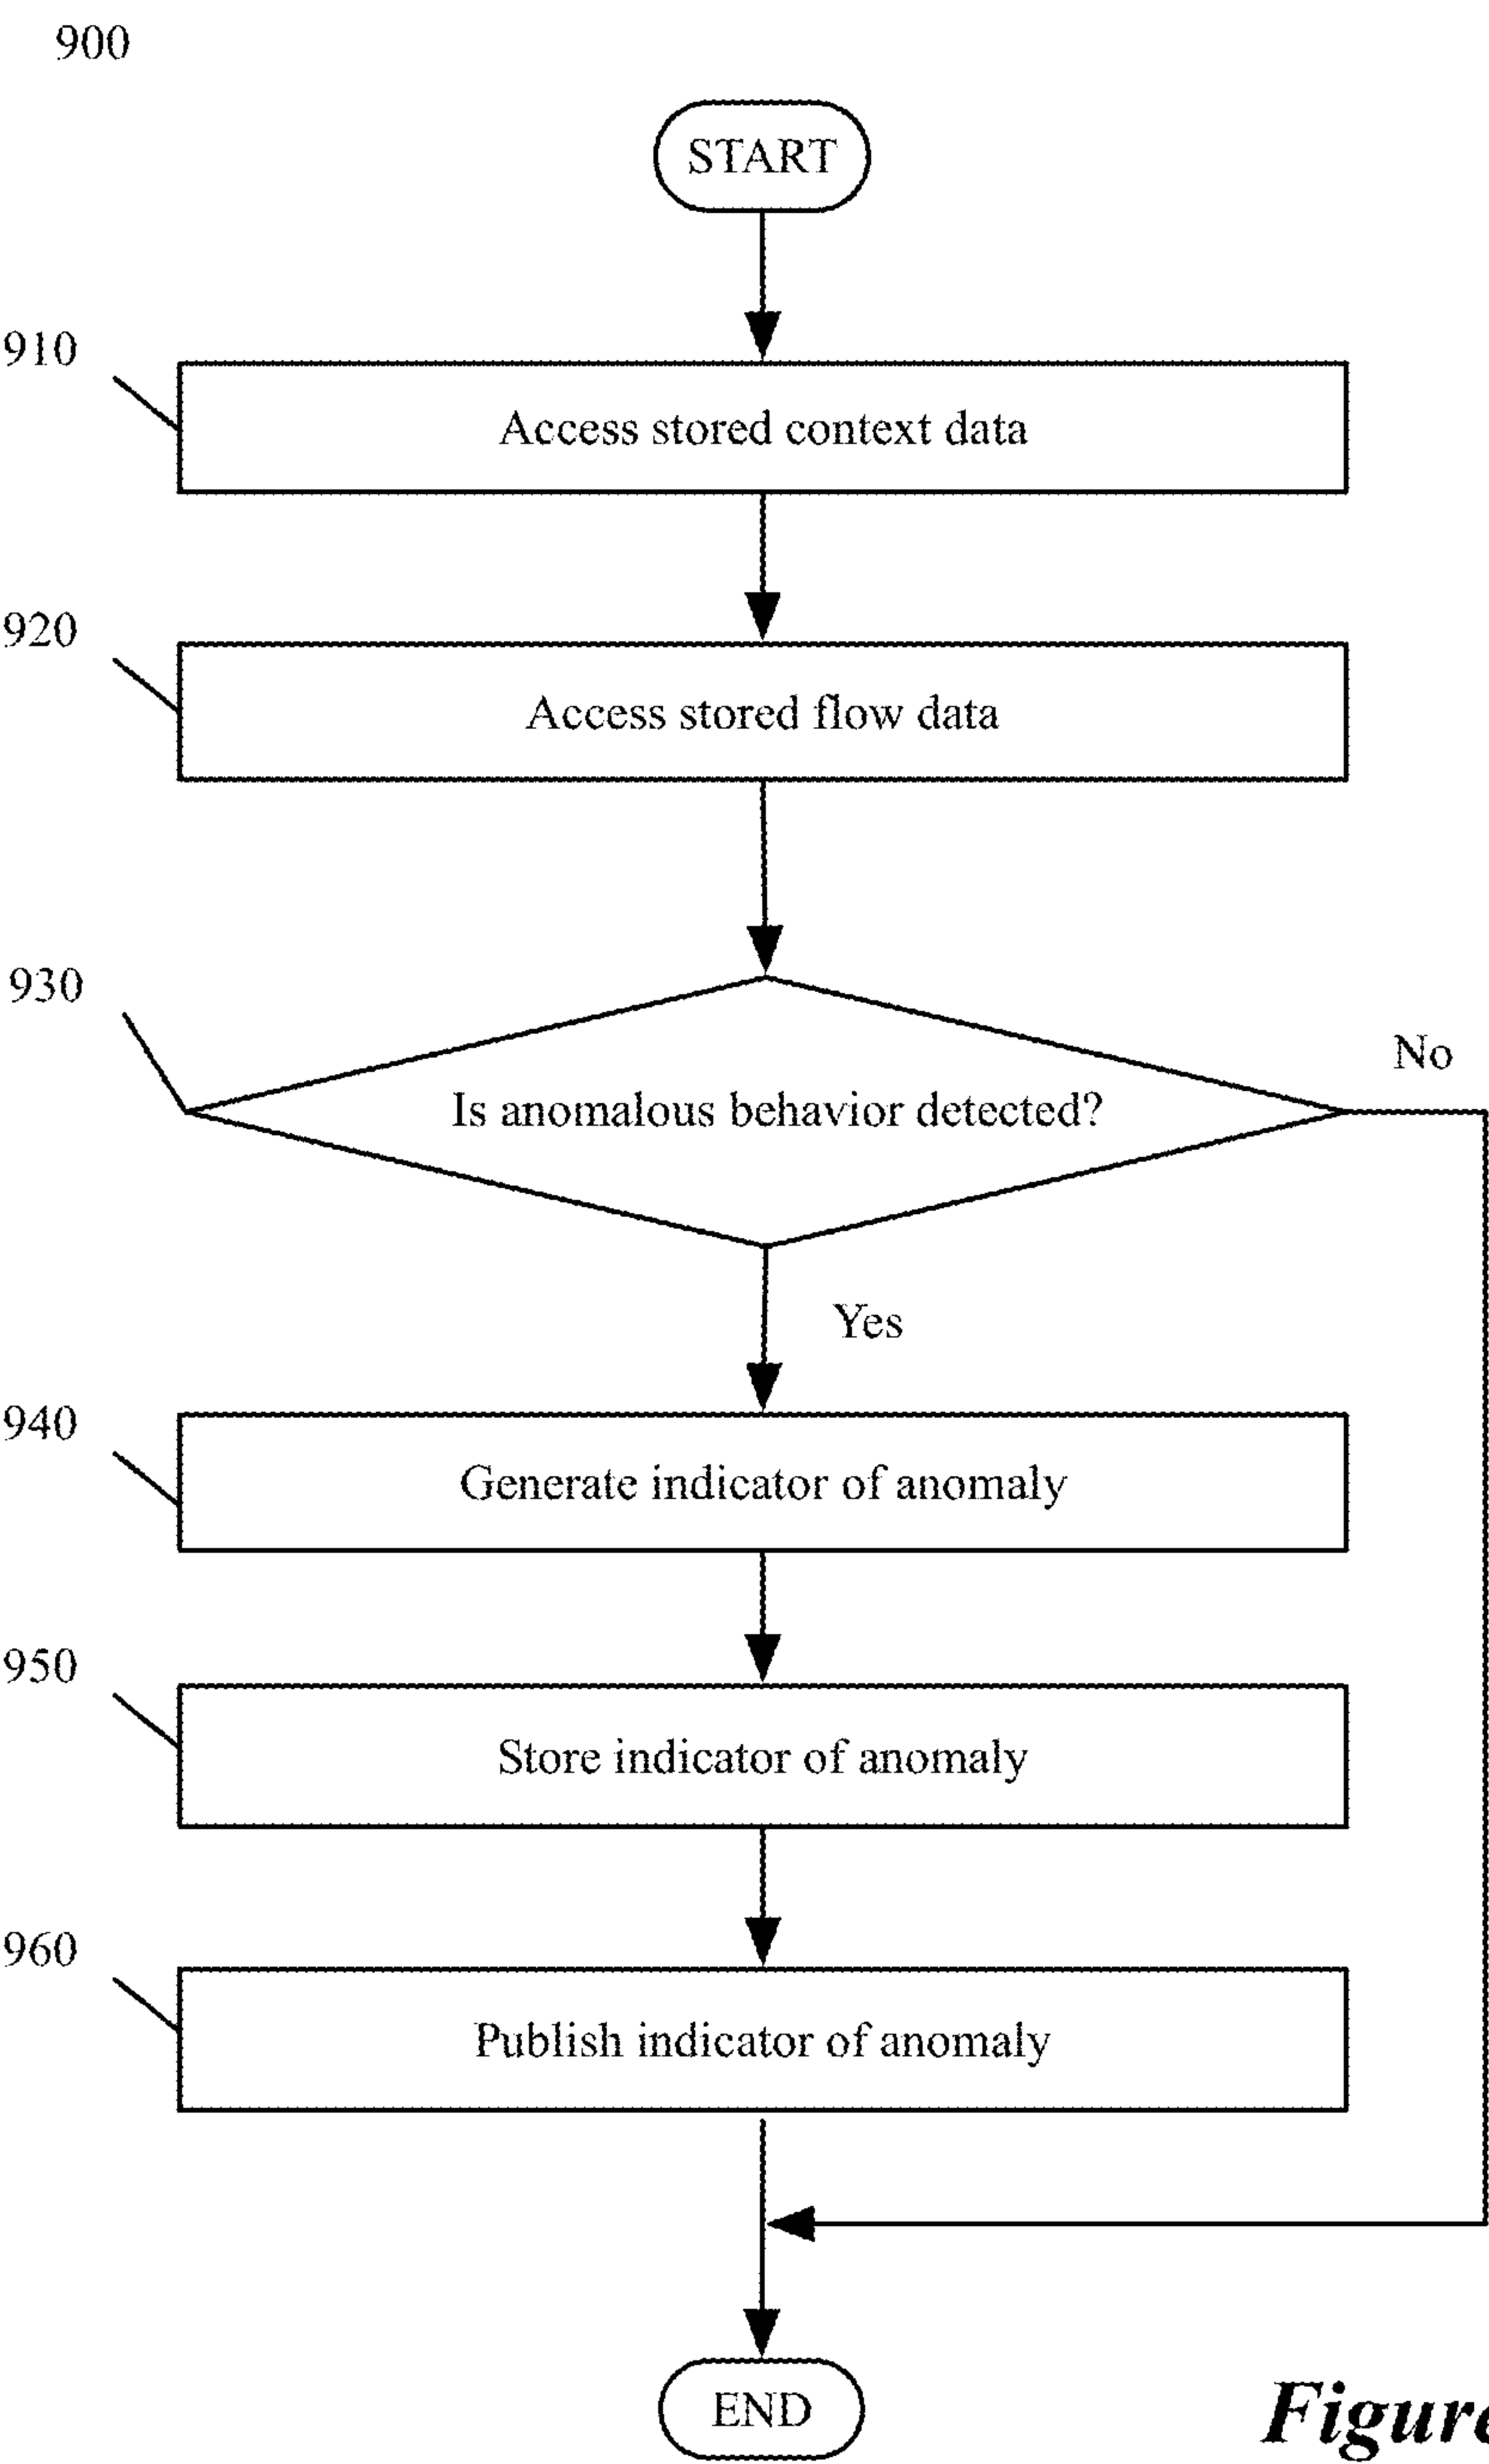 900
START
910
Access stored context data
920
Access stored flow data
930
Is anomalous behavior detected?
No
Yes
940
Generate indicator of anomaly
950
Store indicator of anomaly
960
Publish indicator of anomaly
END
Figure